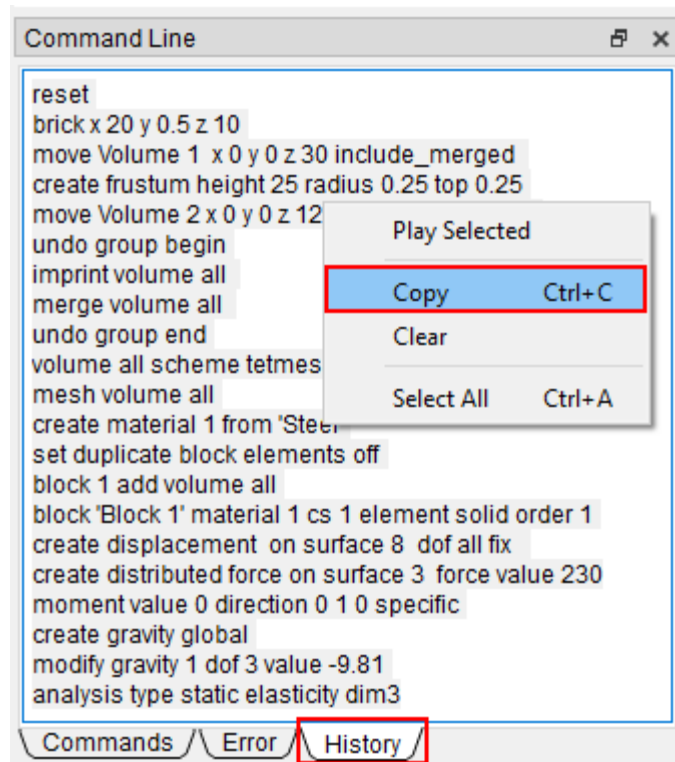 Command Line
reset
brick x 20 y 0.5 z 10
move Volume 1 x 0 y 0 z 30 include_merged
create frustum height 25 radius 0.25 top 0.25
move Volume 2 x 0 y 0 z 12
undo group begin
imprint volume all
merge volume all
undo group end
volume all scheme tetmes
mesh volume all
create material 1 from 'Steel'
set duplicate block elements off
block 1 add volume all
block 'Block 1' material 1 cs 1 element solid order 1
create displacement on surface 8 dof all fix
create distributed force on surface 3 force value 230
moment value 0 direction 0 1 0 specific
create gravity global
modify gravity 1 dof 3 value -9.81
analysis type static elasticity dim3
Play Selected
Copy Ctrl+C
Clear
Select All Ctrl+A
Commands Error History